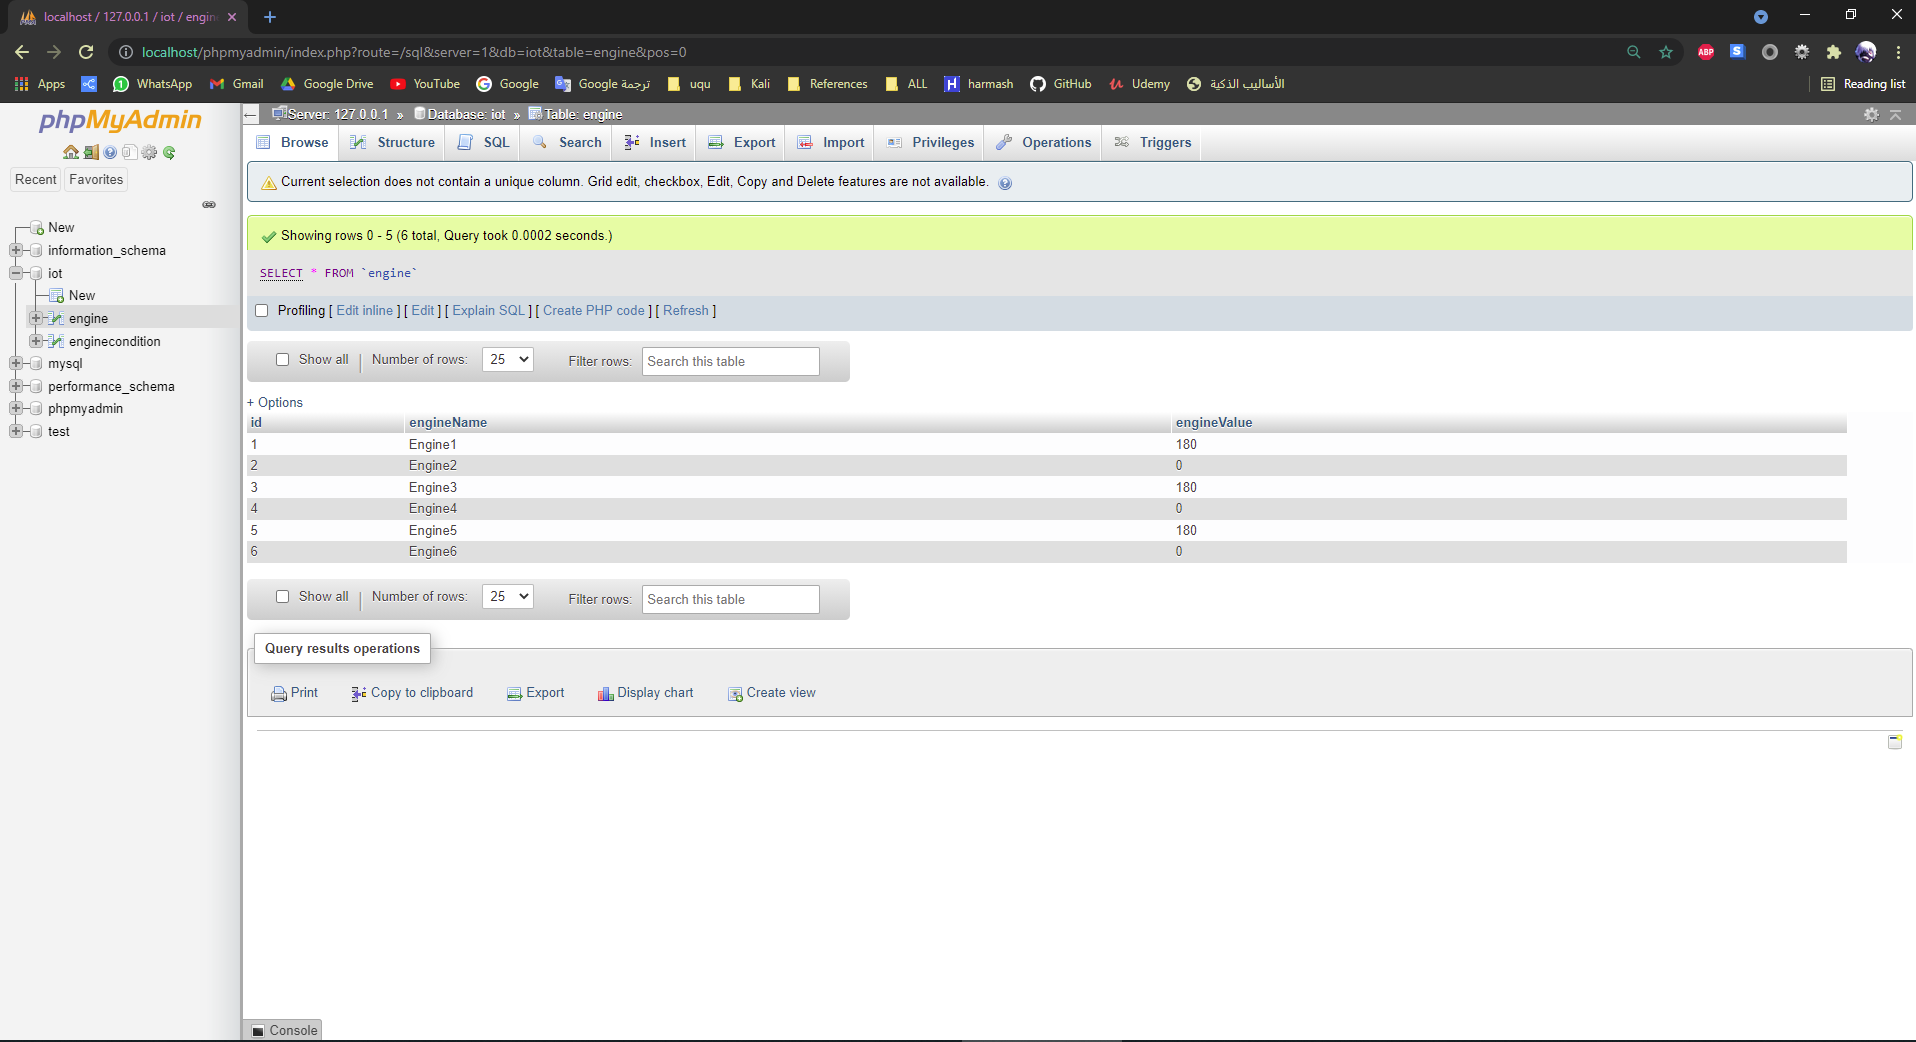 localhost / 127.0.0.1 / iot / engin
localhost/phpmyadmin/index.php?route=/sql&server=1&db=iot&table=engine&pos=0
ABP
S
Apps
WhatsApp
Gmail
Google Drive
YouTube
Google
Google ترجمة
uqu
Kali
References
ALL
H harmash
GitHub
Udemy
الأساليب الذكية
Reading list
phpMyAdmin
Recent
Favorites
New
information_schema
iot
New
engine
enginecondition
mysql
performance_schema
phpmyadmin
test
Server: 127.0.0.1 » Database: iot » Table: engine
Browse
Structure
SQL
Search
Insert
Export
Import
Privileges
Operations
Triggers
Current selection does not contain a unique column. Grid edit, checkbox, Edit, Copy and Delete features are not available.
Showing rows 0 - 5 (6 total, Query took 0.0002 seconds.)
SELECT * FROM `engine`
Profiling [ Edit inline ] [ Edit ] [ Explain SQL ] [ Create PHP code ] [ Refresh ]
Show all | Number of rows: 25 Filter rows: Search this table
+ Options
id engineName engineValue
1 Engine1 180
2 Engine2 0
3 Engine3 180
4 Engine4 0
5 Engine5 180
6 Engine6 0
Show all | Number of rows: 25 Filter rows: Search this table
Query results operations
Print
Copy to clipboard
Export
Display chart
Create view
Console